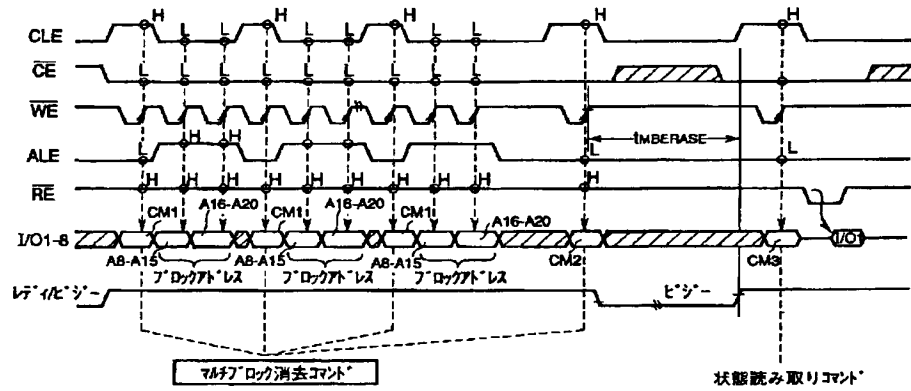 CLE H L L H L L H L L H H
CE L L L L L L L L L
WE tMBERASE
ALE L H H L L
RE H H H H H H H H H H
A16-A20 A16-A20 A16-A20
CM1 CM1 CM1
I/O1-8 I/O1
A8-A15 A8-A15 A8-A15 CM2 CM3
ブロックアドレス ブロックアドレス ブロックアドレス
レディ/ビジー ビジー
マルチブロック消去コマンド 状態読み取りコマンド